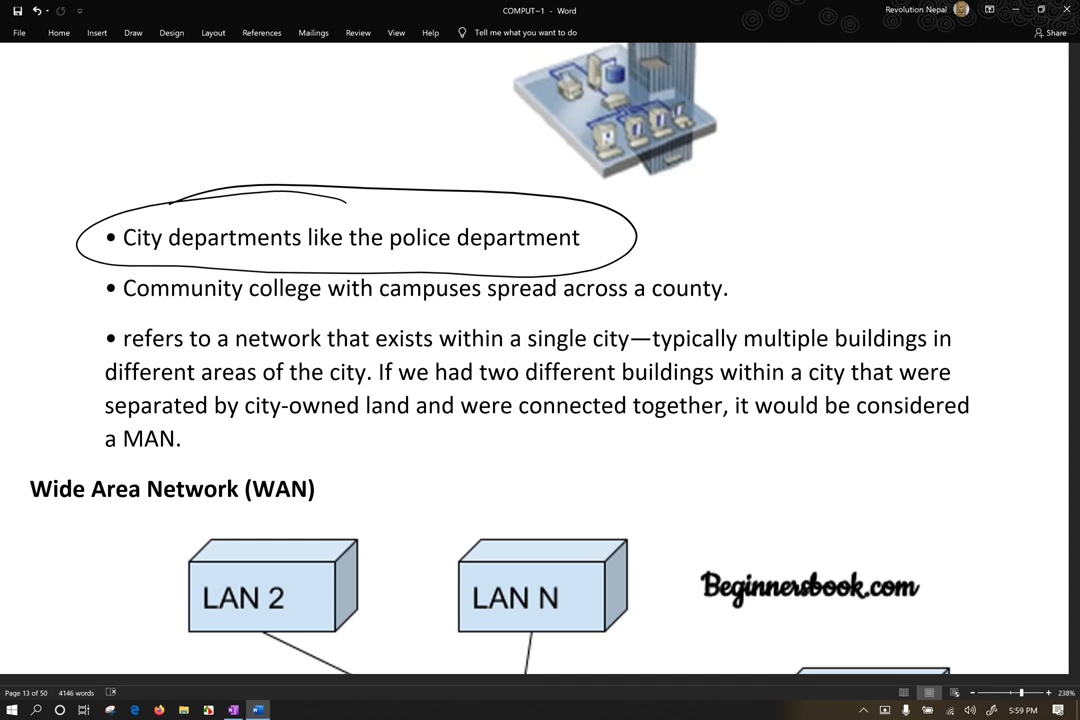 COMPUT~1 - Word
Revolution Nepal
File Home Insert Draw Design Layout References Mailings Review View Help Tell me what you want to do Share
• City departments like the police department
• Community college with campuses spread across a county.
• refers to a network that exists within a single city—typically multiple buildings in
different areas of the city. If we had two different buildings within a city that were
separated by city-owned land and were connected together, it would be considered
a MAN.
Wide Area Network (WAN)
LAN 2
LAN N
Beginnersbook.com
Page 13 of 50 4146 words
238%
5:59 PM